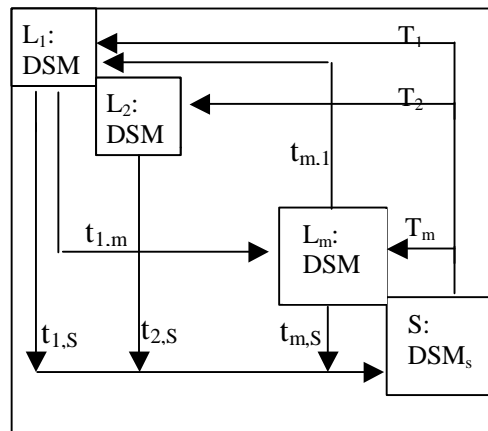 L₁:
DSM
T₁
L₂:
DSM
T₂
tₘ,₁
t₁,ₘ
Lₘ:
DSM
Tₘ
t₁,S
t₂,S
tₘ,S
S:
DSMₛ